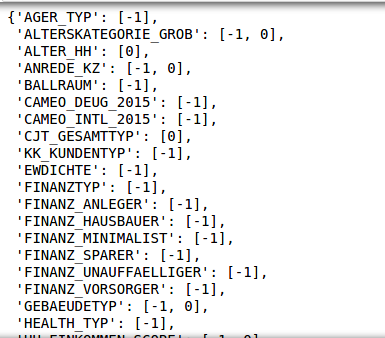 {'AGER_TYP': [-1],
'ALTERSKATEGORIE_GROB': [-1, 0],
'ALTER_HH': [0],
'ANREDE_KZ': [-1, 0],
'BALLRAUM': [-1],
'CAMEO_DEUG_2015': [-1],
'CAMEO_INTL_2015': [-1],
'CJT_GESAMTTYP': [0],
'KK_KUNDENTYP': [-1],
'EWDICHTE': [-1],
'FINANZTYP': [-1],
'FINANZ_ANLEGER': [-1],
'FINANZ_HAUSBAUER': [-1],
'FINANZ_MINIMALIST': [-1],
'FINANZ_SPARER': [-1],
'FINANZ_UNAUFFAELLIGER': [-1],
'FINANZ_VORSORGER': [-1],
'GEBAEUDETYP': [-1, 0],
'HEALTH_TYP': [-1],